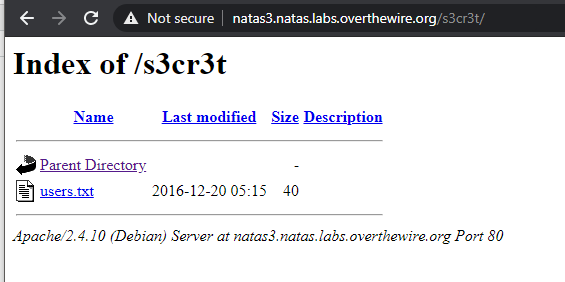 Not secure | natas3.natas.labs.overthewire.org/s3cr3t/
Index of /s3cr3t
Name Last modified Size Description
Parent Directory -
users.txt 2016-12-20 05:15 40
Apache/2.4.10 (Debian) Server at natas3.natas.labs.overthewire.org Port 80